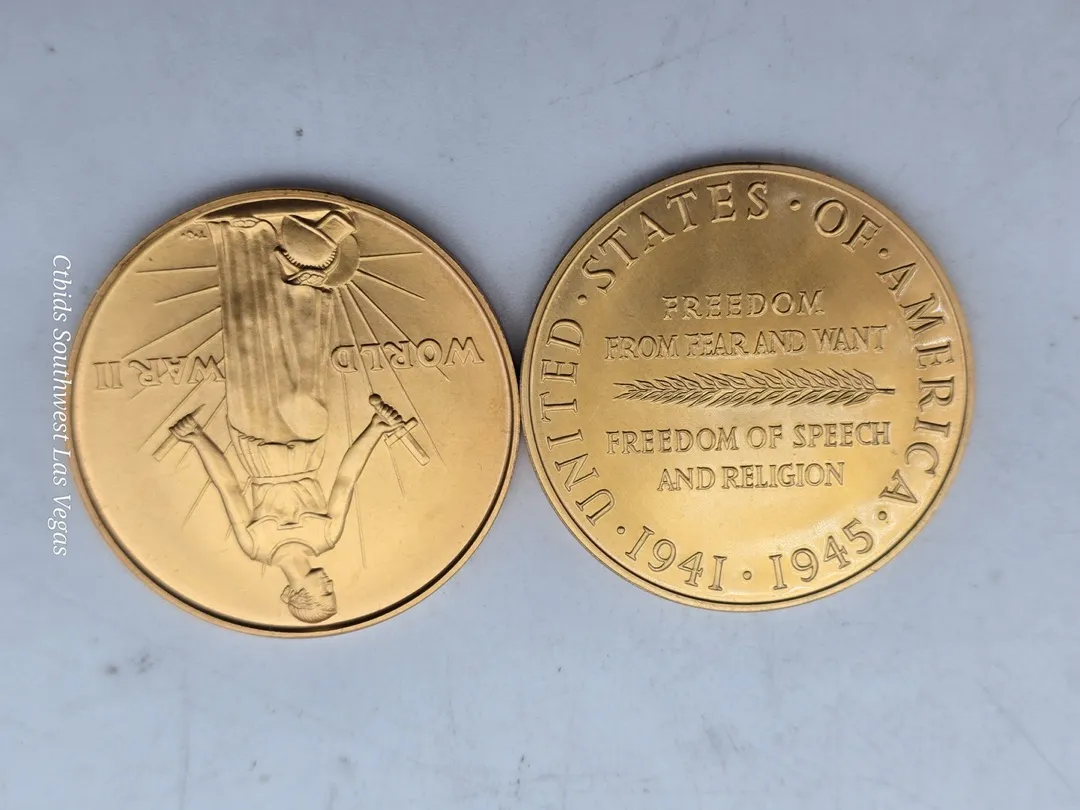 Ctbids Southwest Las Vegas
WORLD WAR II
UNITED · STATES · OF · AMERICA ·
FREEDOM
FROM FEAR AND WANT
FREEDOM OF SPEECH
AND RELIGION
· 1941 · 1945 ·